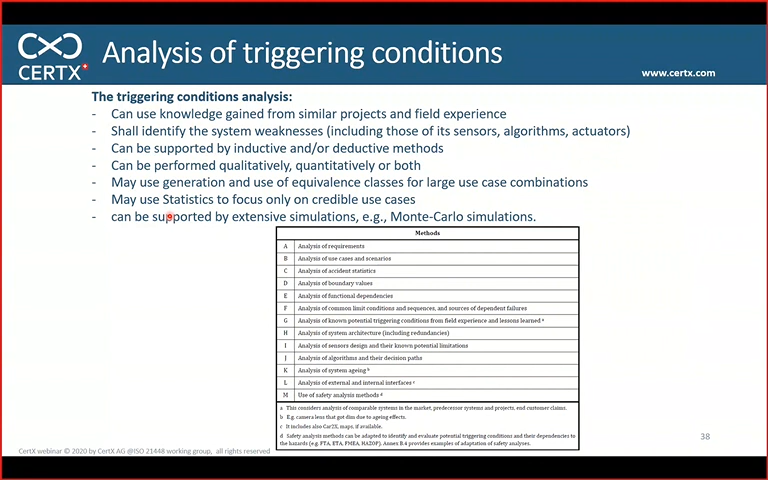 Analysis of triggering conditions
CERTX
www.certx.com
The triggering conditions analysis:
- Can use knowledge gained from similar projects and field experience
- Shall identify the system weaknesses (including those of its sensors, algorithms, actuators)
- Can be supported by inductive and/or deductive methods
- Can be performed qualitatively, quantitatively or both
- May use generation and use of equivalence classes for large use case combinations
- May use Statistics to focus only on credible use cases
- can be supported by extensive simulations, e.g., Monte-Carlo simulations.
Methods
A Analysis of requirements
B Analysis of use cases and scenarios
C Analysis of accident statistics
D Analysis of boundary values
E Analysis of functional dependencies
F Analysis of common limit conditions and sequences, and sources of dependent failures
G Analysis of known potential triggering conditions from field experience and lessons learned a
H Analysis of system architecture (including redundancies)
I Analysis of sensors design and their known potential limitations
J Analysis of algorithms and their decision paths
K Analysis of system ageing b
L Analysis of external and internal interfaces c
M Use of safety analysis methods d
a This considers analysis of comparable systems in the market, predecessor systems and projects, end customer claims.
b E.g. camera lens that got dim due to ageing effects.
c It includes also Car2X, maps, if available.
d Safety analysis methods can be adapted to identify and evaluate potential triggering conditions and their dependencies to
the hazards (e.g. FTA, ETA, FMEA, HAZOP). Annex B.4 provides examples of adaptation of safety analyses.
38
CertX webinar © 2020 by CertX AG @ISO 21448 working group, all rights reserved